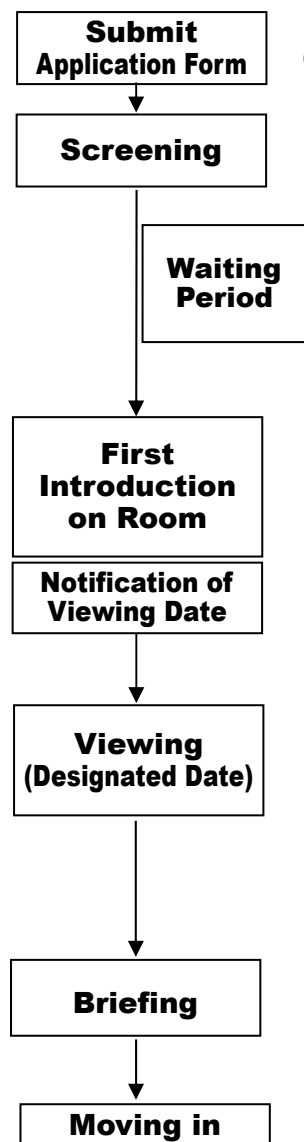 Submit
Application Form
Screening
Waiting
Period
First
Introduction
on Room
Notification of
Viewing Date
Viewing
(Designated Date)
Briefing
Moving in